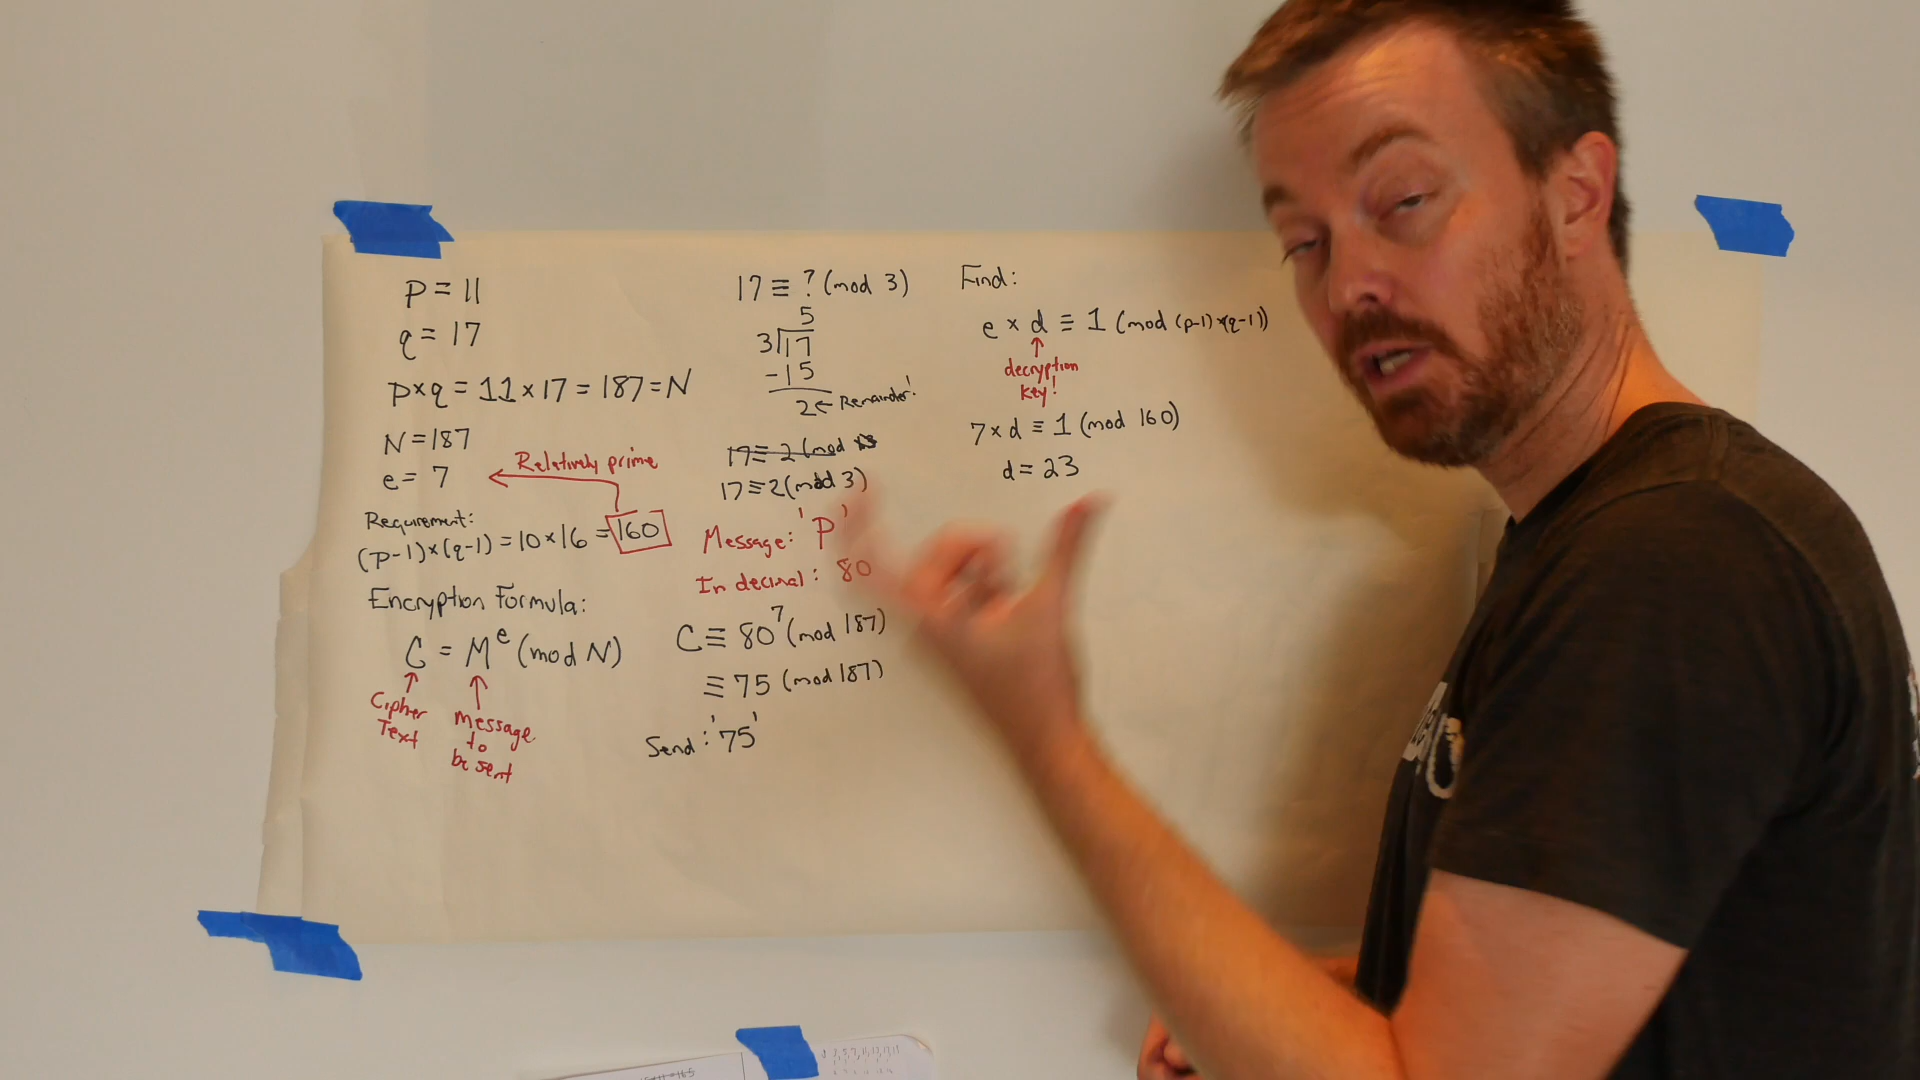 p = 11
q = 17
p×q = 11 × 17 = 187 = N
N = 187
e = 7
Relatively prime
Requirement:
(p-1)×(q-1) = 10×16 = 160
Encryption Formula:
C = M^e (mod N)
Cipher
Text
Message
to
be sent
17 ≡ ? (mod 3)
5
3)17
-15
2 ← Remainder!
17 ≡ 2 (mod
17 ≡ 2 (mod 3)
Message: 'P'
In decimal: 80
C ≡ 80^7 (mod 187)
≡ 75 (mod 187)
Send: '75'
Find:
e × d ≡ 1 (mod (p-1)×(q-1))
decryption
key!
7 × d ≡ 1 (mod 160)
d = 23